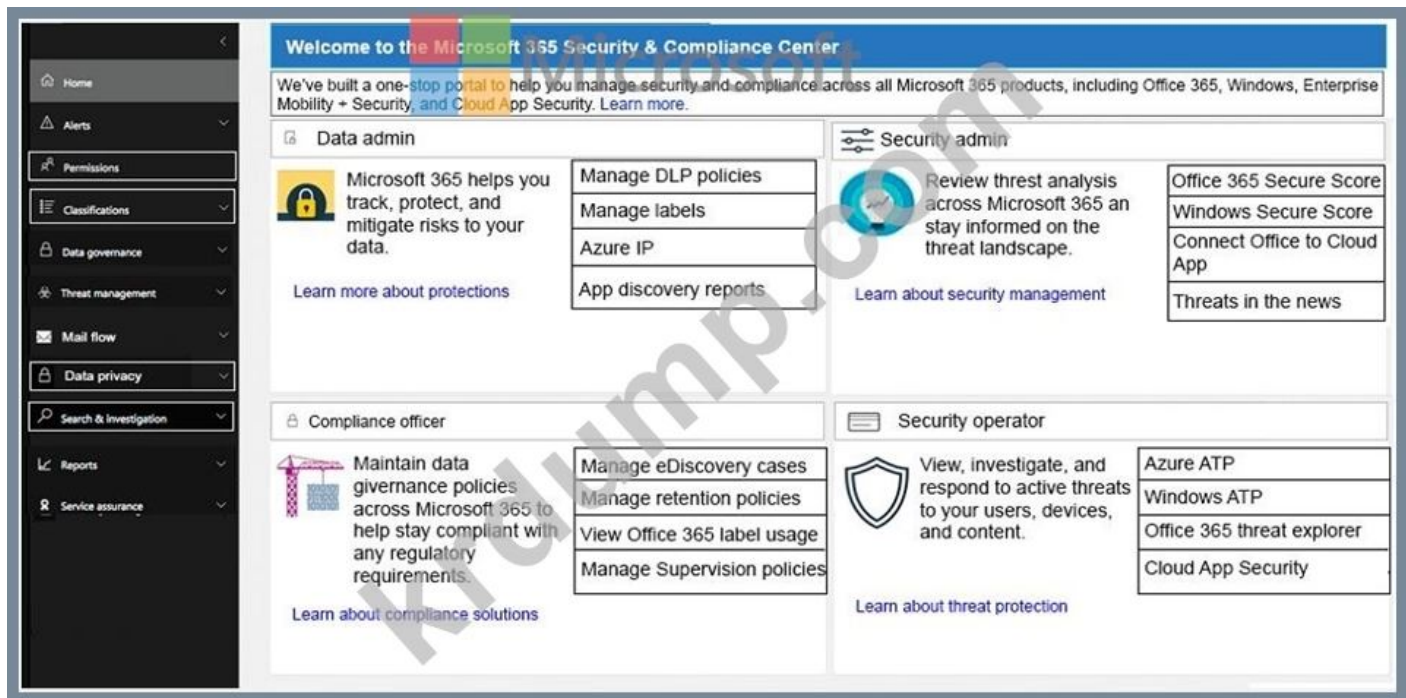 Home
Alerts
Permissions
Classifications
Data governance
Threat management
Mail flow
Data privacy
Search & investigation
Reports
Service assurance
Microsoft
Welcome to the Microsoft 365 Security & Compliance Center
We've built a one-stop portal to help you manage security and compliance across all Microsoft 365 products, including Office 365, Windows, Enterprise
Mobility + Security, and Cloud App Security. Learn more.
Data admin
Microsoft 365 helps you
track, protect, and
mitigate risks to your
data.
Learn more about protections
Manage DLP policies
Manage labels
Azure IP
App discovery reports
Security admin
Review threst analysis
across Microsoft 365 an
stay informed on the
threat landscape.
Learn about security management
Office 365 Secure Score
Windows Secure Score
Connect Office to Cloud
App
Threats in the news
Compliance officer
Maintain data
givernance policies
across Microsoft 365 to
help stay compliant with
any regulatory
requirements.
Learn about compliance solutions
Manage eDiscovery cases
Manage retention policies
View Office 365 label usage
Manage Supervision policies
Security operator
View, investigate, and
respond to active threats
to your users, devices,
and content.
Learn about threat protection
Azure ATP
Windows ATP
Office 365 threat explorer
Cloud App Security
krdump.com